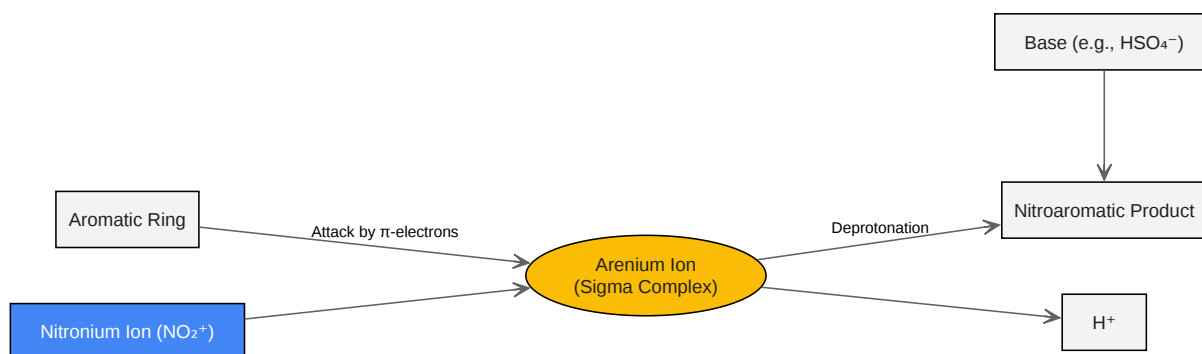 Base (e.g., HSO₄⁻)
Aromatic Ring
Attack by π-electrons
Deprotonation
Nitroaromatic Product
Arenium Ion
(Sigma Complex)
Nitronium Ion (NO₂⁺)
H⁺